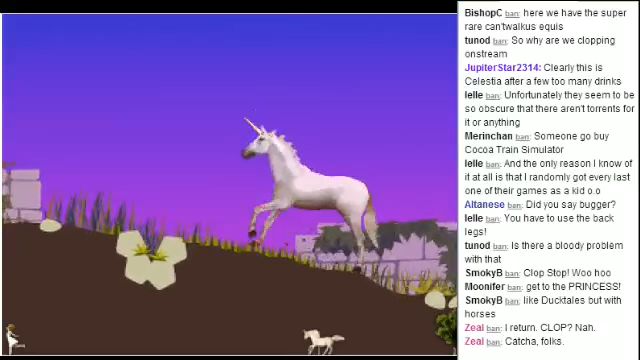 BishopC ban: here we have the super
rare can'twalkus equis
tunod ban: So why are we clopping
onstream
JupiterStar2314: Clearly this is
Celestia after a few too many drinks
lelle ban: Unfortunately they seem to be
so obscure that there aren't torrents for
it or anything
Merinchan ban: Someone go buy
Cocoa Train Simulator
lelle ban: And the only reason I know of
it at all is that I randomly got every last
one of their games as a kid o.o
Altanese ban: Did you say bugger?
lelle ban: You have to use the back
legs!
tunod ban: Is there a bloody problem
with that
SmokyB ban: Clop Stop! Woo hoo
Moonifer ban: get to the PRINCESS!
SmokyB ban: like Ducktales but with
horses
Zeal ban: I return. CLOP? Nah.
Zeal ban: Catcha, folks.